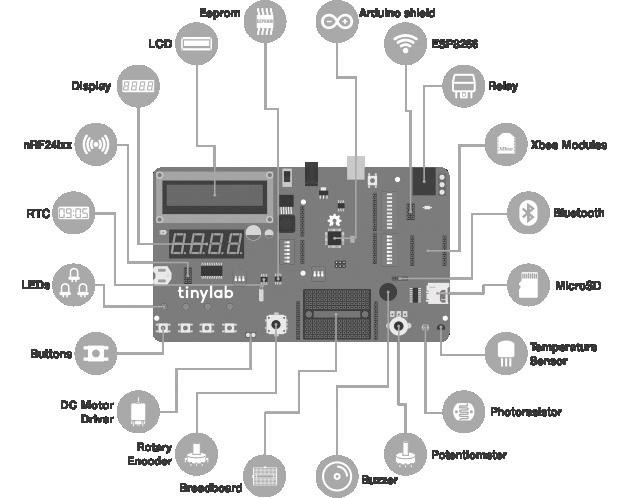 Eeprom
Arduino shield
LCD
ESP8266
Display
Relay
nRF24lxx
Xbee Modules
RTC
09:05
Bluetooth
LEDs
tinylab
MicroSD
Buttons
Temperature
Sensor
DC Motor
Driver
Photoresistor
Rotary
Encoder
Potentiometer
Breadboard
Buzzer